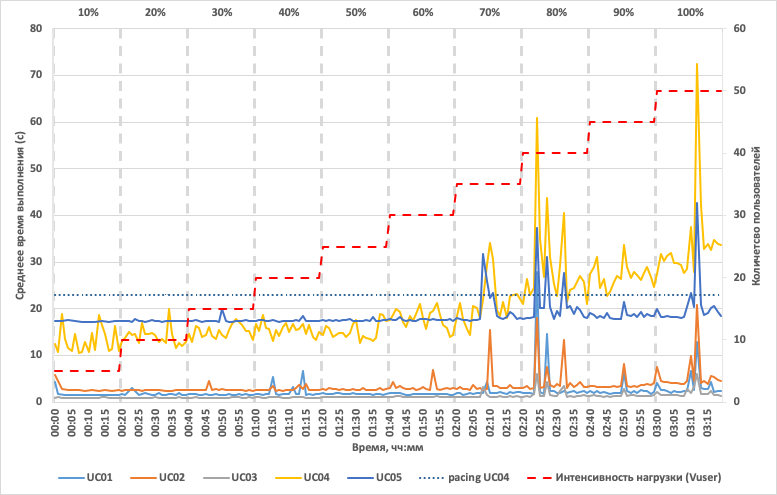 10% 20% 30% 40% 50% 60% 70% 80% 90% 100%
80 60
70 50
60
50 40
40 30
30
20 20
10 10
0 0
Среднеее время выполнения (с)
Количетсво пользователей
00:00 00:05 00:10 00:15 00:20 00:25 00:30 00:35 00:40 00:45 00:50 00:55 01:00 01:05 01:10 01:15 01:20 01:25 01:30 01:35 01:40 01:45 01:50 01:55 02:00 02:05 02:10 02:15 02:20 02:25 02:30 02:35 02:40 02:45 02:50 02:55 03:00 03:05 03:10 03:15
Время, чч:мм
UC01 UC02 UC03 UC04 UC05 pacing UC04 Интенсивность нагрузки (Vuser)